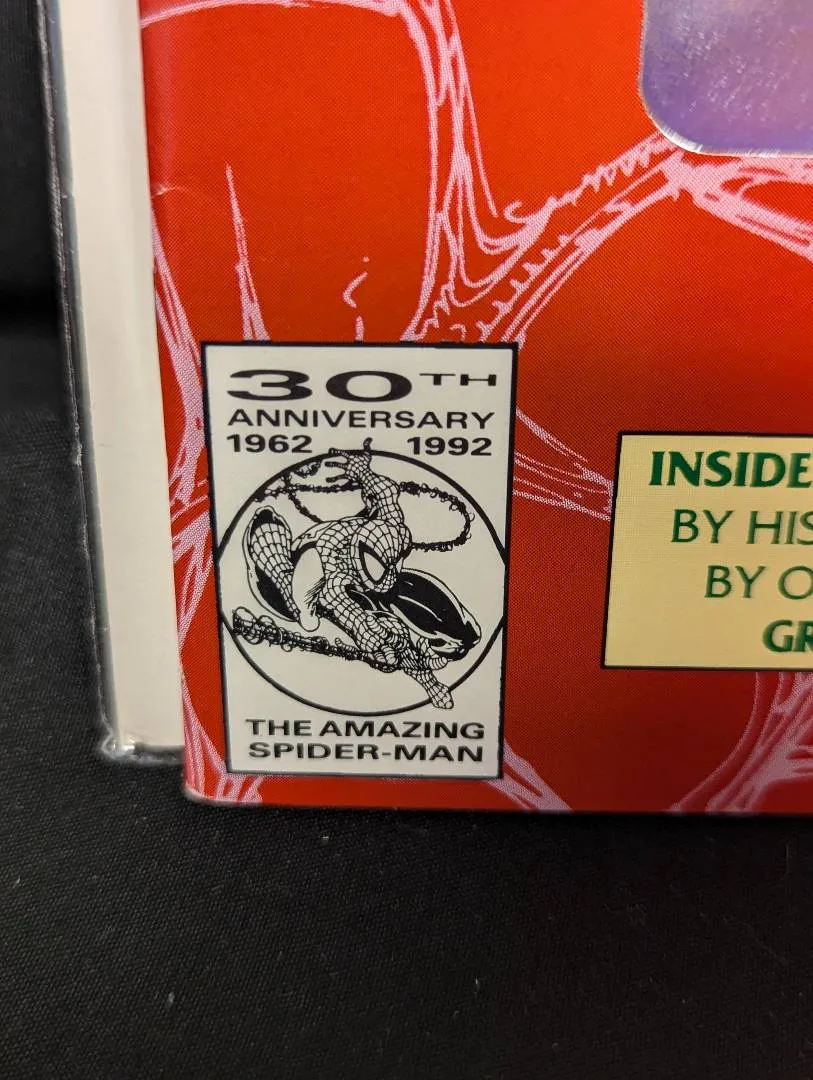 30TH
ANNIVERSARY
1962 1992
THE AMAZING
SPIDER-MAN
INSIDE
BY HIS
BY O
GR